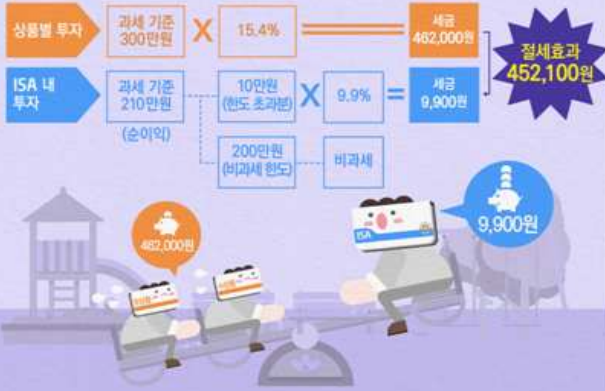 상품별 투자
과세 기준
300만원
X
15.4%
=
세금
462,000원
절세효과
452,100원
ISA 내
투자
과세 기준
210만원
(순이익)
10만원
(한도 초과분)
X
9.9%
=
세금
9,900원
200만원
(비과세 한도)
비과세
462,000원
ISA
9,900원